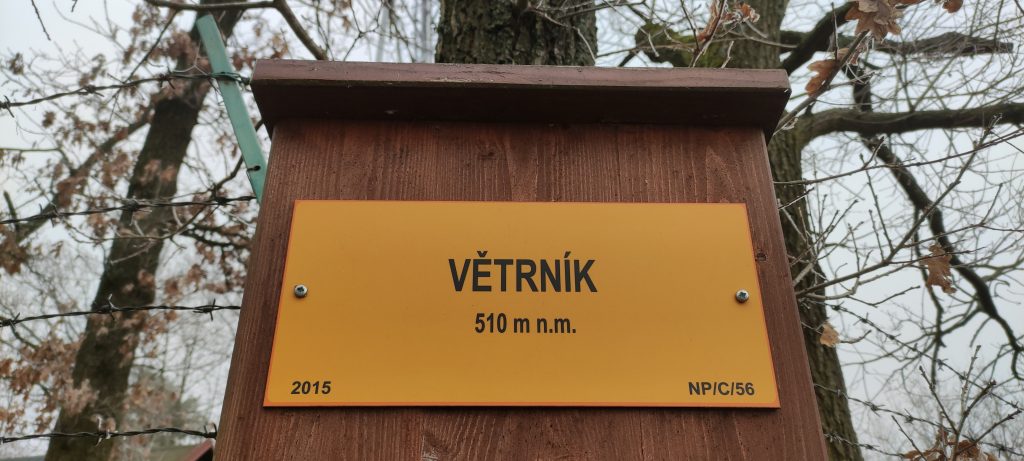 VĚTRNÍK
510 m n.m.
2015
NP/C/56